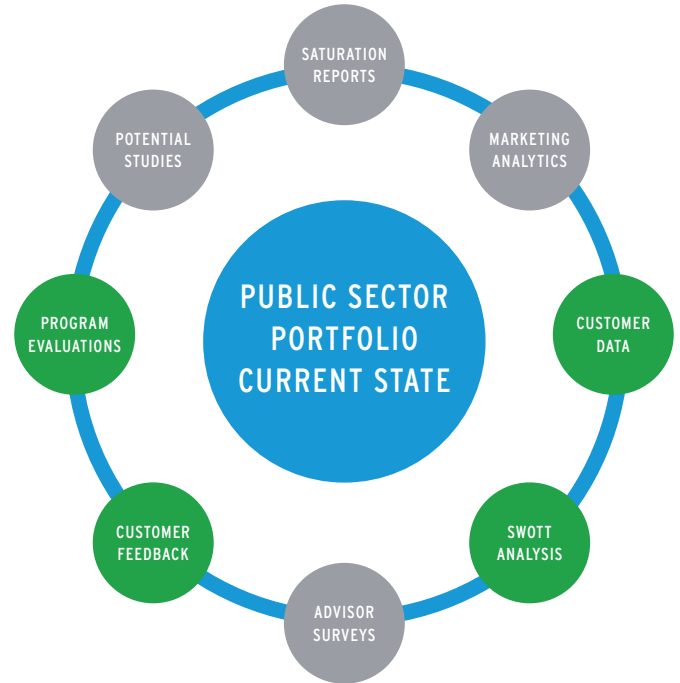 SATURATION
REPORTS
POTENTIAL
STUDIES
MARKETING
ANALYTICS
PUBLIC SECTOR
PORTFOLIO
CURRENT STATE
PROGRAM
EVALUATIONS
CUSTOMER
DATA
CUSTOMER
FEEDBACK
SWOTT
ANALYSIS
ADVISOR
SURVEYS